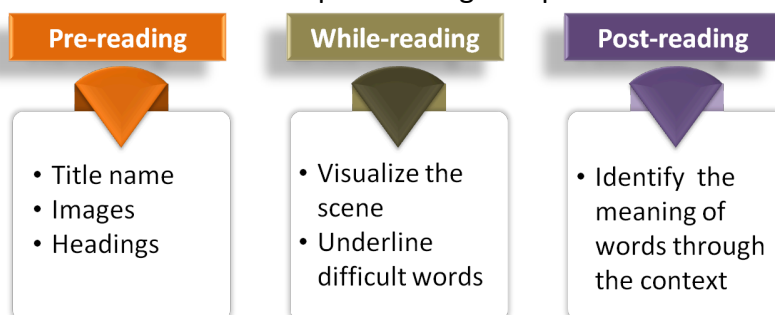 Pre-reading
While-reading
Post-reading
• Title name
• Images
• Headings
• Visualize the
scene
• Underline
difficult words
• Identify the
meaning of
words through
the context